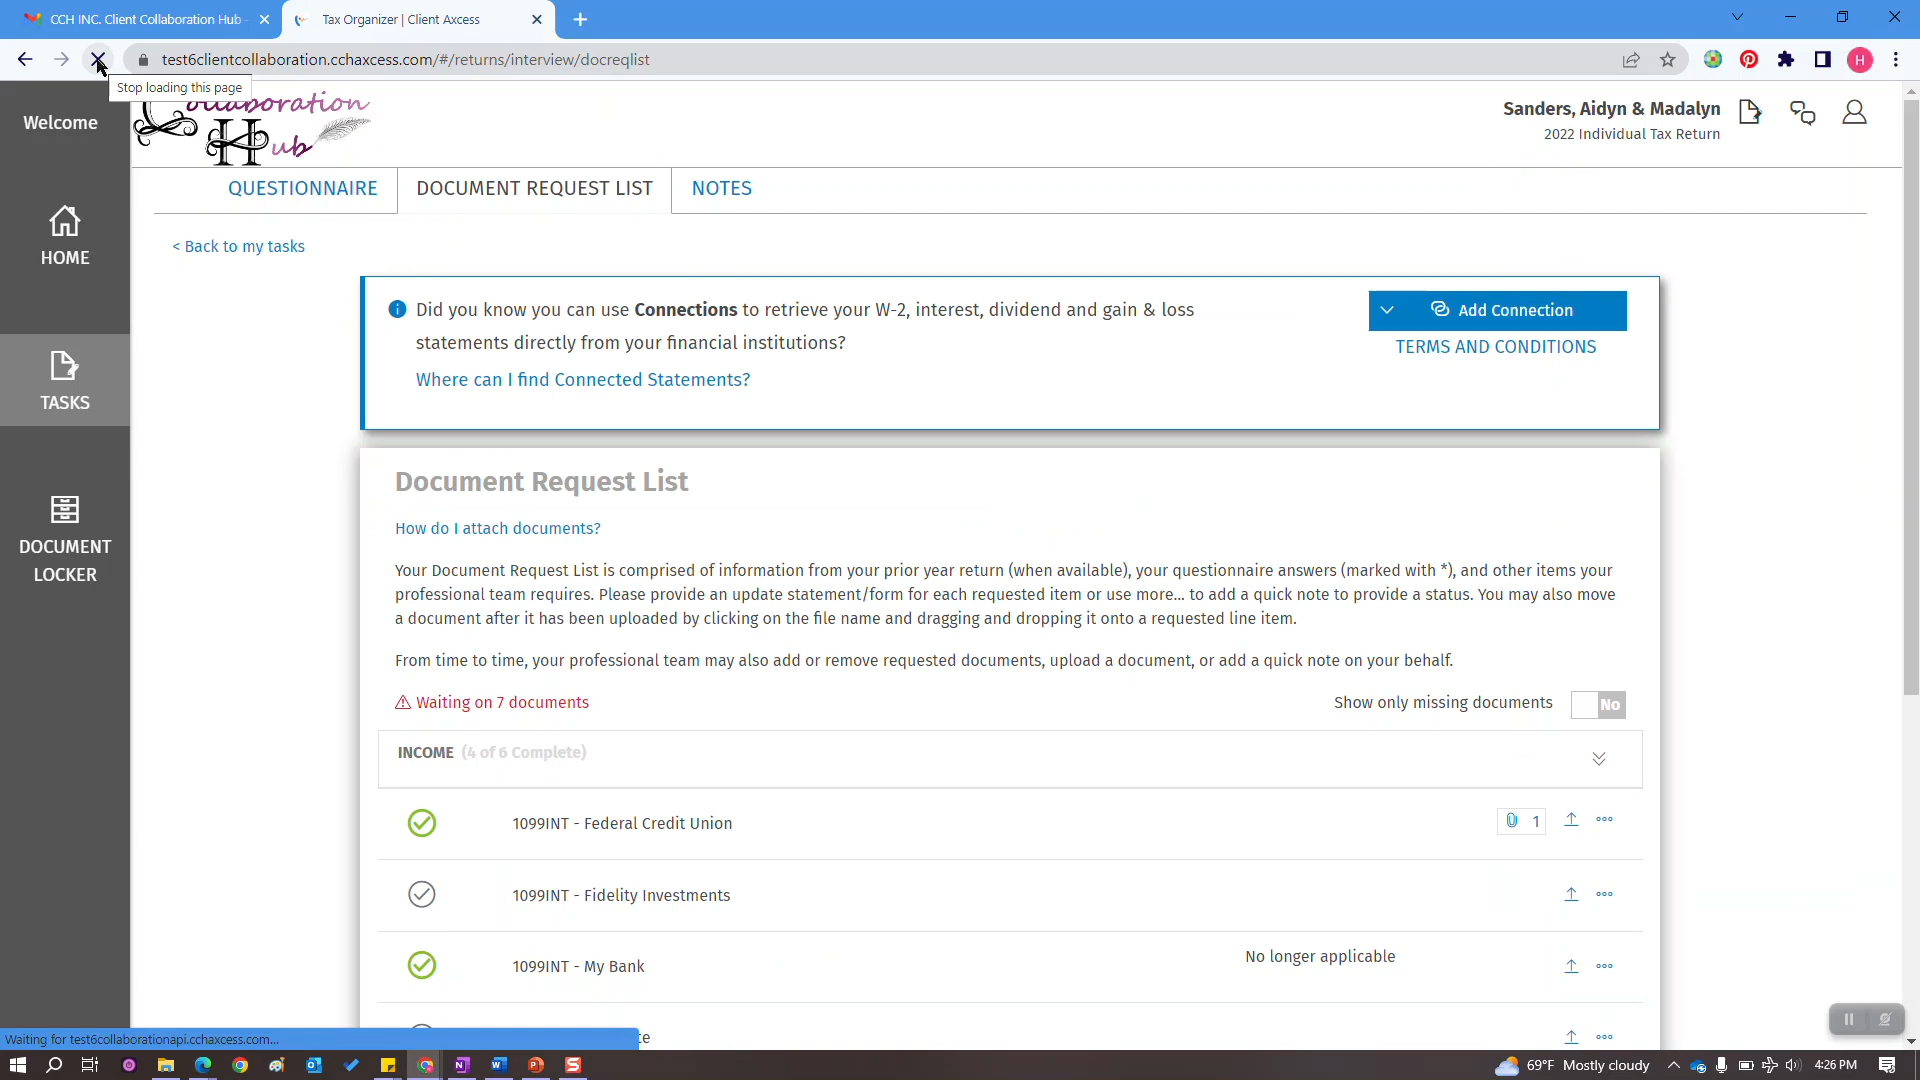 CCH INC. Client Collaboration Hub
Tax Organizer | Client Axcess
test6clientcollaboration.cchaxcess.com/#/returns/interview/docreqlist
H
Stop loading this page
Welcome
Collaboration
Hub
Sanders, Aidyn & Madalyn
2022 Individual Tax Return
QUESTIONNAIRE
DOCUMENT REQUEST LIST
NOTES
HOME
TASKS
DOCUMENT
LOCKER
< Back to my tasks
Did you know you can use Connections to retrieve your W-2, interest, dividend and gain & loss
statements directly from your financial institutions?
Where can I find Connected Statements?
Add Connection
TERMS AND CONDITIONS
Document Request List
How do I attach documents?
Your Document Request List is comprised of information from your prior year return (when available), your questionnaire answers (marked with *), and other items your
professional team requires. Please provide an update statement/form for each requested item or use more... to add a quick note to provide a status. You may also move
a document after it has been uploaded by clicking on the file name and dragging and dropping it onto a requested line item.
From time to time, your professional team may also add or remove requested documents, upload a document, or add a quick note on your behalf.
Waiting on 7 documents
Show only missing documents
No
INCOME (4 of 6 Complete)
1099INT - Federal Credit Union
1
1099INT - Fidelity Investments
1099INT - My Bank
No longer applicable
Waiting for test6collaborationapi.cchaxcess.com...
69°F Mostly cloudy
4:26 PM